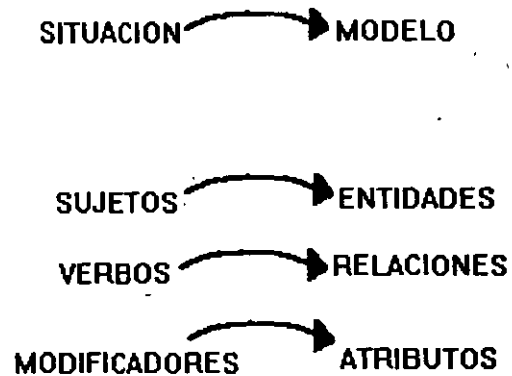 SITUACION MODELO
SUJETOS ENTIDADES
VERBOS RELACIONES
MODIFICADORES ATRIBUTOS